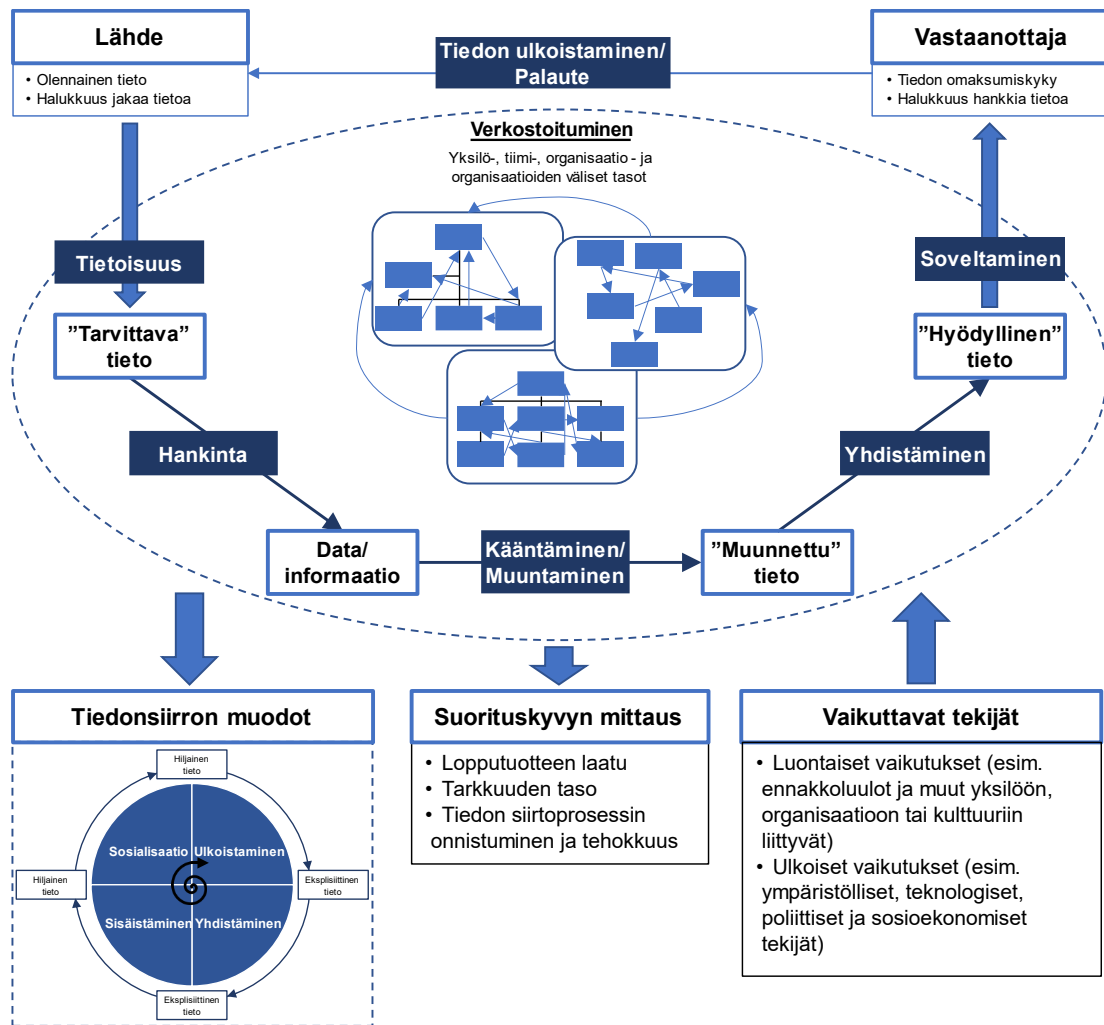 Lähde
• Olennainen tieto
• Halukkuus jakaa tietoa
Tiedon ulkoistaminen/
Palaute
Vastaanottaja
• Tiedon omaksumiskyky
• Halukkuus hankkia tietoa
Verkostoituminen
Yksilö-, tiimi-, organisaatio - ja
organisaatioiden väliset tasot
Tietoisuus
Soveltaminen
”Tarvittava”
tieto
”Hyödyllinen”
tieto
Hankinta
Yhdistäminen
Data/
informaatio
Kääntäminen/
Muuntaminen
”Muunnettu”
tieto
Tiedonsiirron muodot
Hiljainen
tieto
Sosialisaatio
Ulkoistaminen
Hiljainen
tieto
Eksplisiittinen
tieto
Sisäistäminen
Yhdistäminen
Eksplisiittinen
tieto
Suorituskyvyn mittaus
• Lopputuotteen laatu
• Tarkkuuden taso
• Tiedon siirtoprosessin
onnistuminen ja tehokkuus
Vaikuttavat tekijät
• Luontaiset vaikutukset (esim.
ennakkoluulot ja muut yksilöön,
organisaatioon tai kulttuuriin
liittyvät)
• Ulkoiset vaikutukset (esim.
ympäristölliset, teknologiset,
poliittiset ja sosioekonomiset
tekijät)